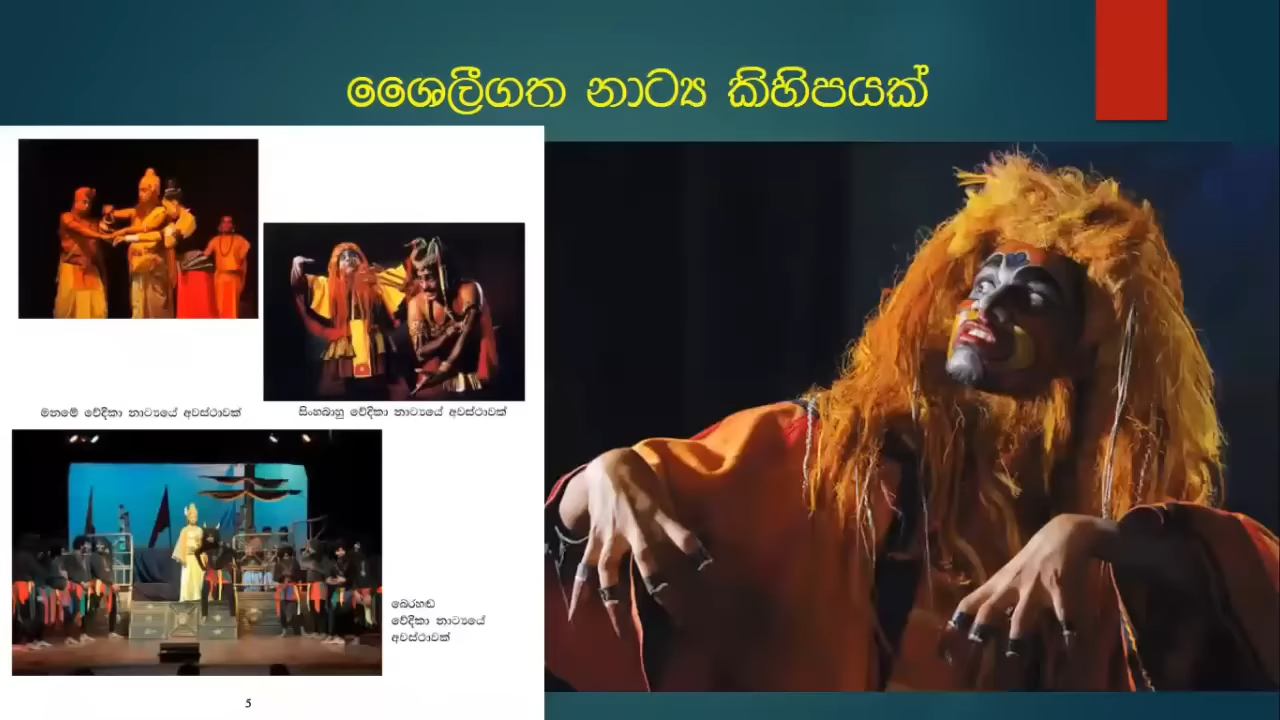 ශෛලීගත නාට්‍ය කිහිපයක්
මනමේ වේදිකා නාට්‍යයේ අවස්ථාවක්
සිංහබාහු වේදිකා නාට්‍යයේ අවස්ථාවක්
බෙරහඬ
වේදිකා නාට්‍යයේ
අවස්ථාවක්
5